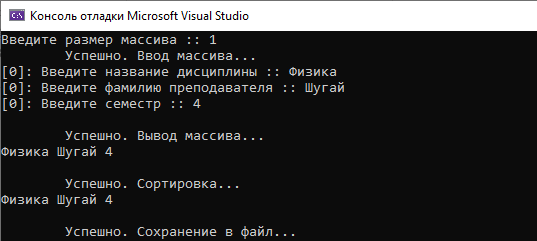 Консоль отладки Microsoft Visual Studio
Введите размер массива :: 1
Успешно. Ввод массива...
[0]: Введите название дисциплины :: Физика
[0]: Введите фамилию преподавателя :: Шугай
[0]: Введите семестр :: 4
Успешно. Вывод массива...
Физика Шугай 4
Успешно. Сортировка...
Физика Шугай 4
Успешно. Сохранение в файл...